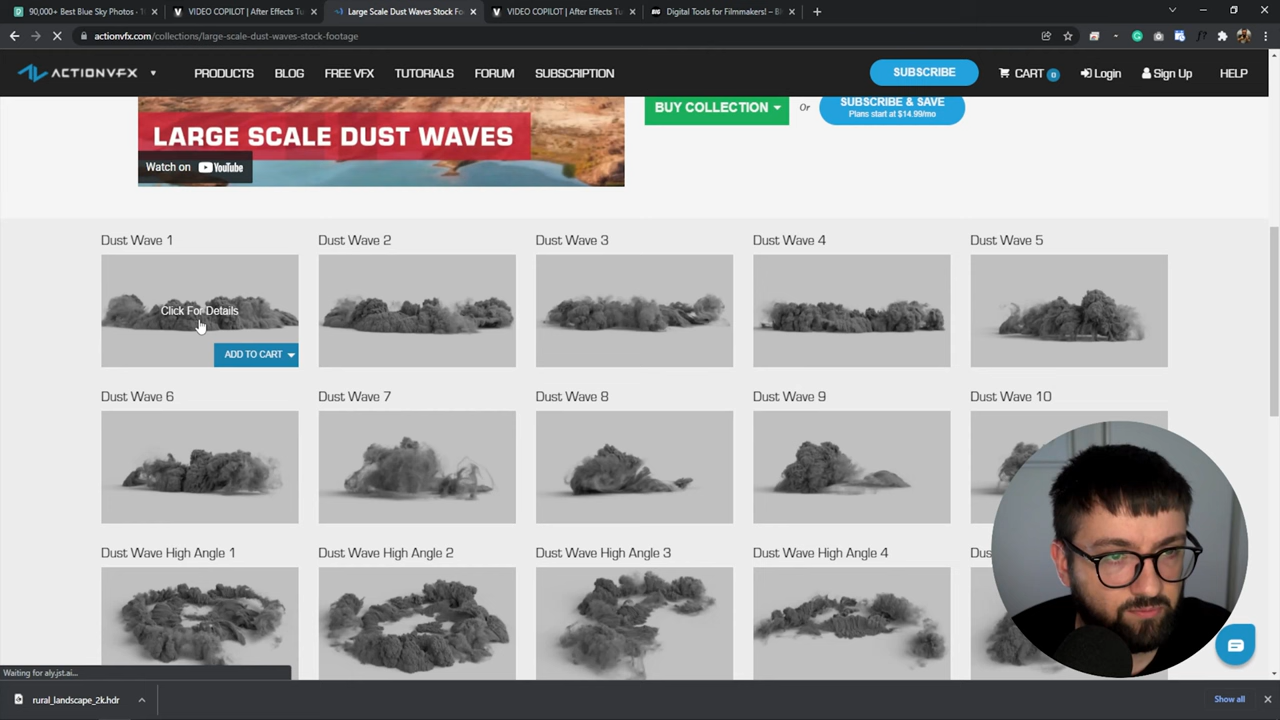 90,000+ Best Blue Sky Photos · 1
VIDEO COPILOT | After Effects Tu
Large Scale Dust Waves Stock Fo
VIDEO COPILOT | After Effects Tu
Digital Tools for Filmmakers! – Bi
actionvfx.com/collections/large-scale-dust-waves-stock-footage
ACTIONVFX
PRODUCTS
BLOG
FREE VFX
TUTORIALS
FORUM
SUBSCRIPTION
SUBSCRIBE
CART 0
Login
Sign Up
HELP
LARGE SCALE DUST WAVES
Watch on YouTube
BUY COLLECTION
Or
SUBSCRIBE & SAVE
Plans start at $14.99/mo
Dust Wave 1
Dust Wave 2
Dust Wave 3
Dust Wave 4
Dust Wave 5
Click For Details
ADD TO CART
Dust Wave 6
Dust Wave 7
Dust Wave 8
Dust Wave 9
Dust Wave 10
Dust Wave High Angle 1
Dust Wave High Angle 2
Dust Wave High Angle 3
Dust Wave High Angle 4
Waiting for aly.jst.ai...
rural_landscape_2k.hdr
Show all